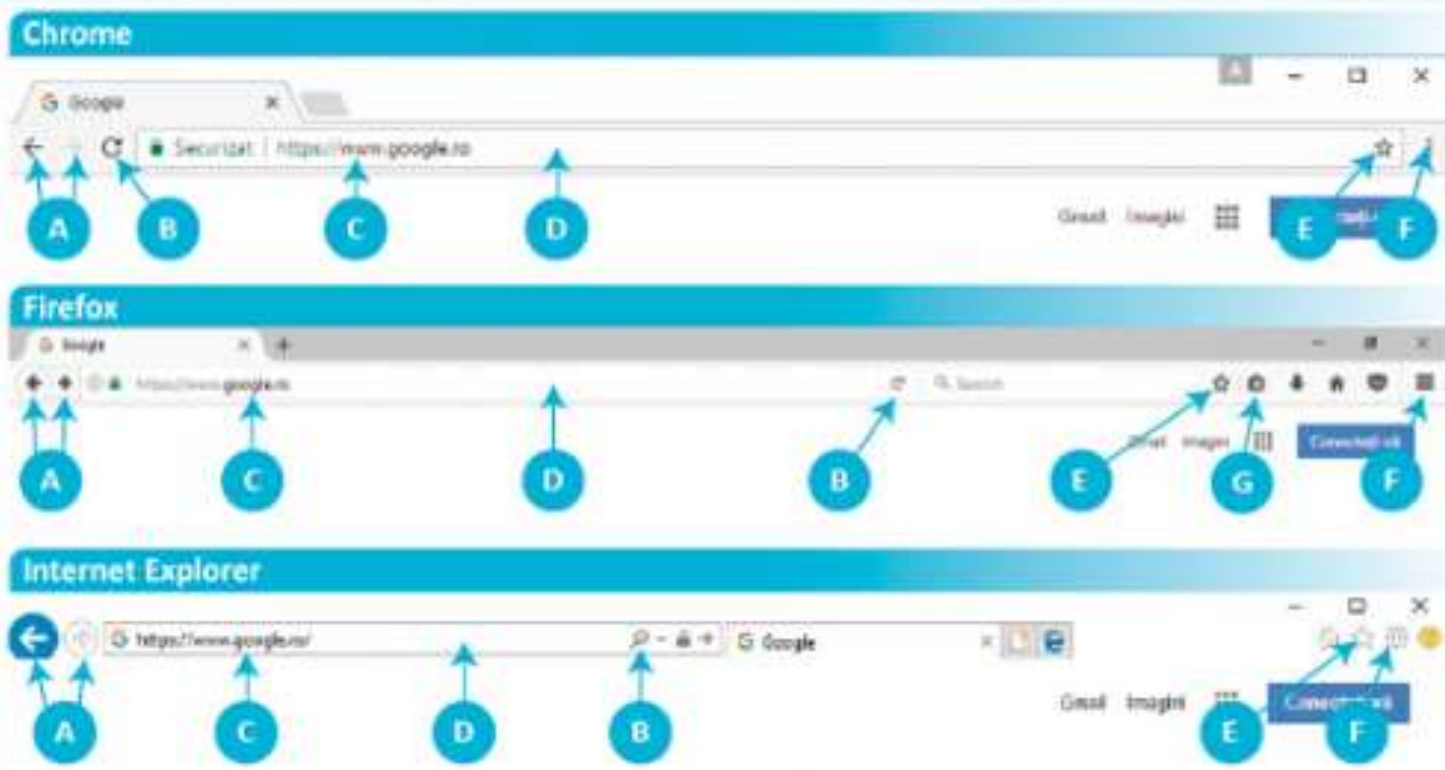 Chrome
Google
Securizat | https://www.google.ro
Gmail Imagini
A B C D E F
Firefox
Google
https://www.google.ro
Search
Gmail Imagini
Conectați-vă
A C D B E G F
Internet Explorer
https://www.google.ro/
Google
Gmail Imagini
A C D B E F